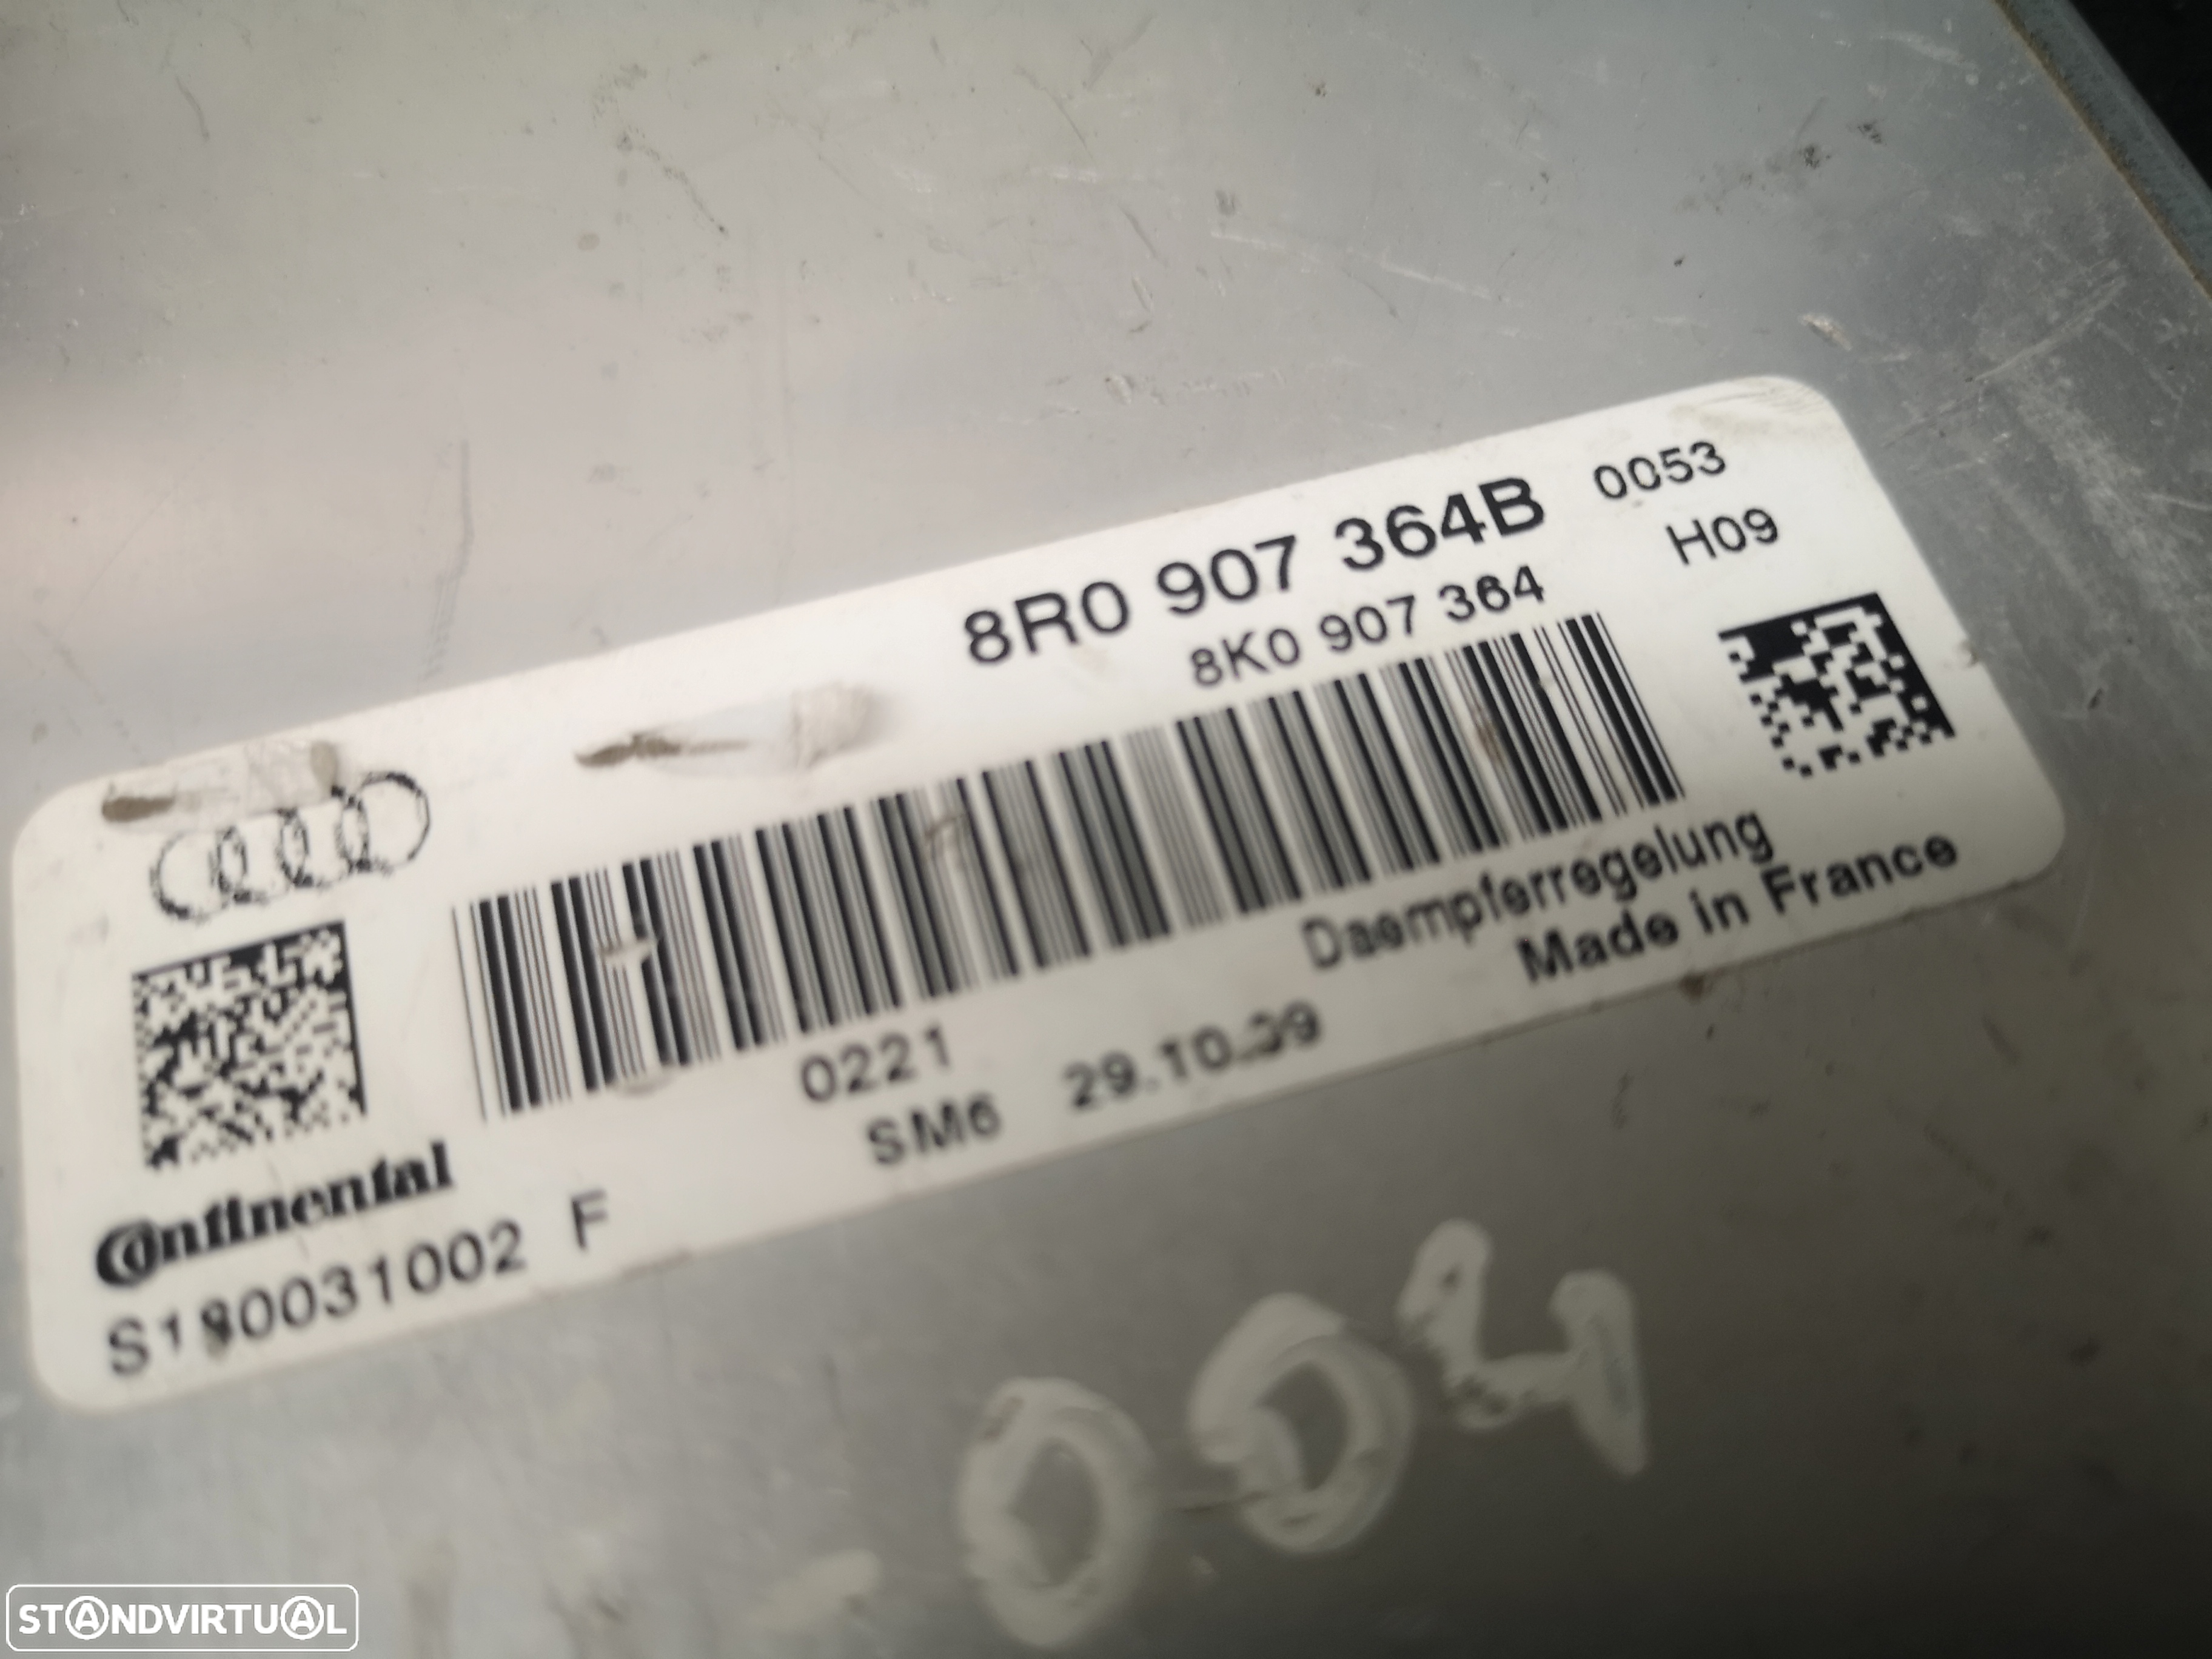 8R0 907 364B 0053
8K0 907 364 H09
Daempferregelung
Made in France
0221
SM6 29.10.09
Continental
S180031002 F
004
STANDVIRTUAL